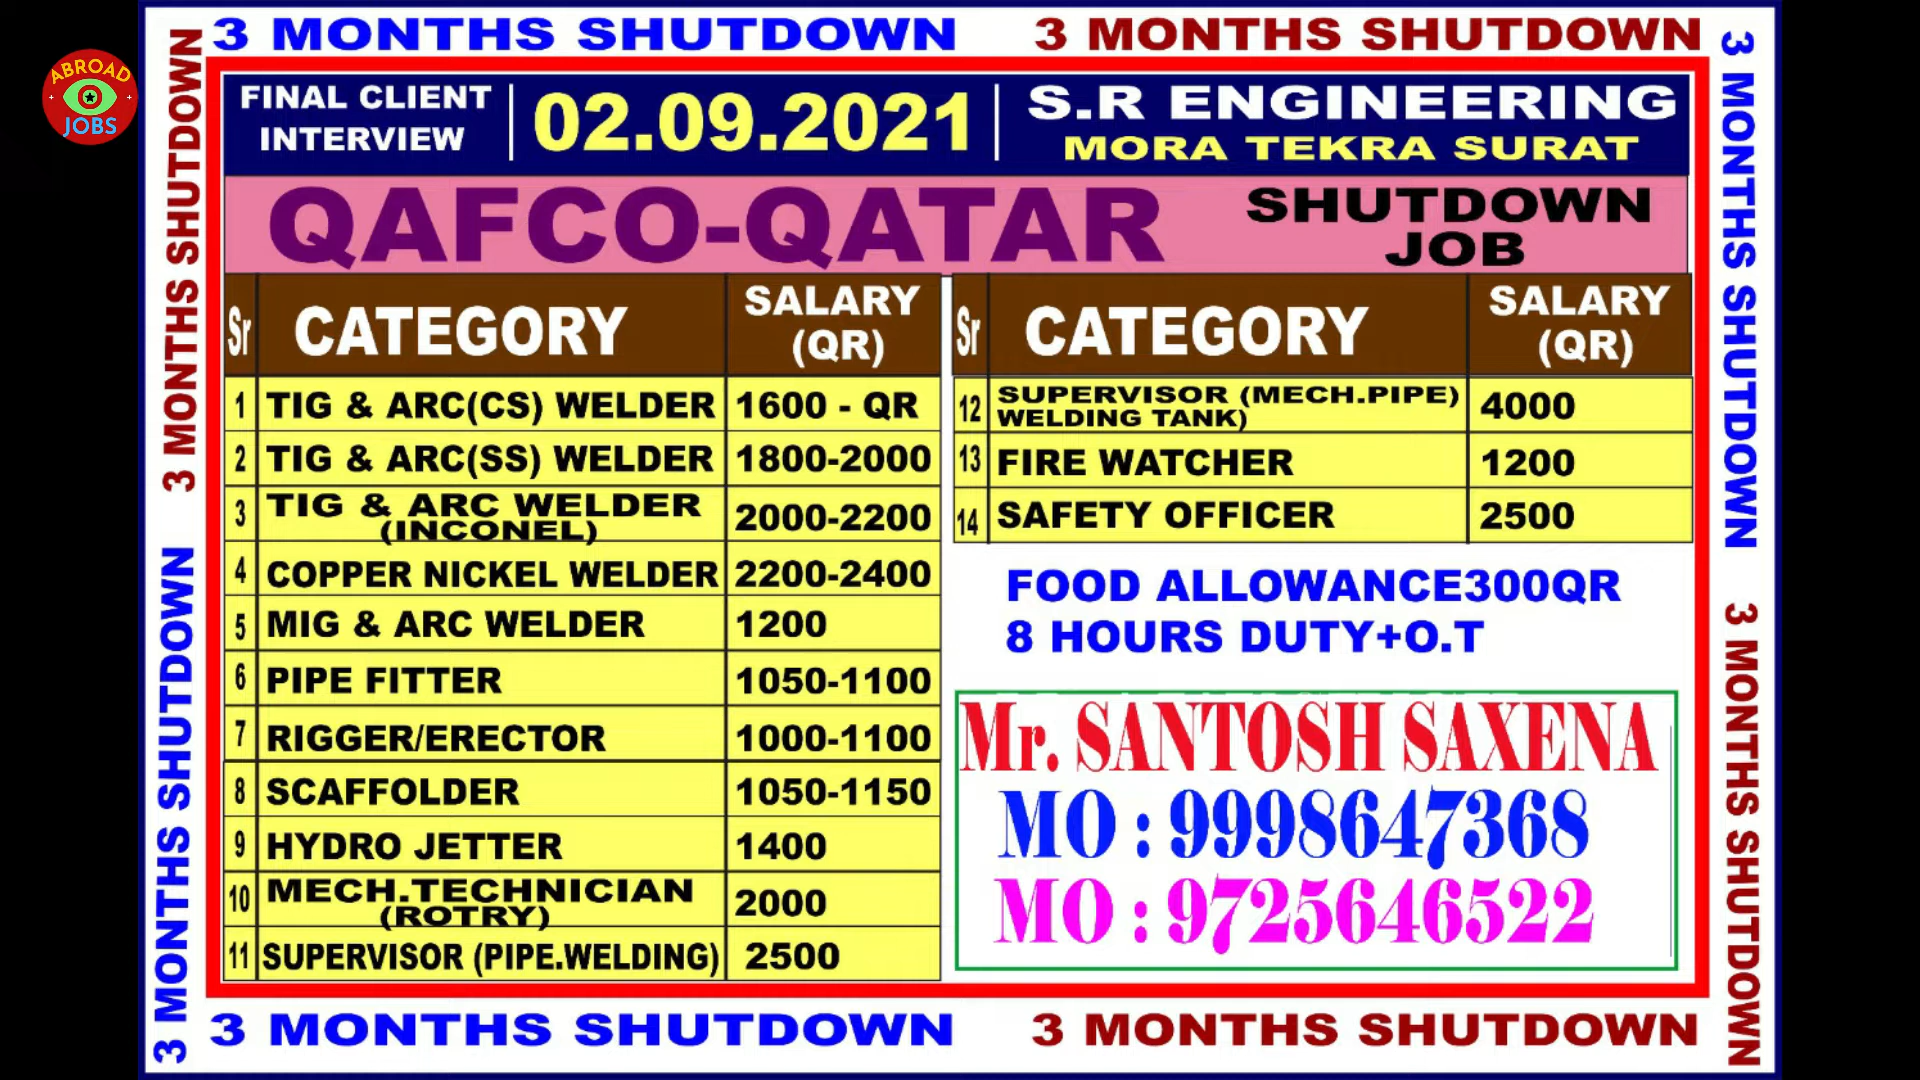 3 MONTHS SHUTDOWN 3 MONTHS SHUTDOWN
3 MONTHS SHUTDOWN
3 MONTHS SHUTDOWN
3 MONTHS SHUTDOWN
3 MONTHS SHUTDOWN
ABROAD
JOBS
FINAL CLIENT
INTERVIEW
02.09.2021
S.R ENGINEERING
MORA TEKRA SURAT
QAFCO-QATAR
SHUTDOWN
JOB
Sr CATEGORY SALARY
(QR)
1 TIG & ARC(CS) WELDER 1600 - QR
2 TIG & ARC(SS) WELDER 1800-2000
3 TIG & ARC WELDER
(INCONEL) 2000-2200
4 COPPER NICKEL WELDER 2200-2400
5 MIG & ARC WELDER 1200
6 PIPE FITTER 1050-1100
7 RIGGER/ERECTOR 1000-1100
8 SCAFFOLDER 1050-1150
9 HYDRO JETTER 1400
10 MECH.TECHNICIAN
(ROTRY) 2000
11 SUPERVISOR (PIPE.WELDING) 2500
Sr CATEGORY SALARY
(QR)
12 SUPERVISOR (MECH.PIPE)
WELDING TANK) 4000
13 FIRE WATCHER 1200
14 SAFETY OFFICER 2500
FOOD ALLOWANCE300QR
8 HOURS DUTY+O.T
Mr. SANTOSH SAXENA
MO : 9998647368
MO : 9725646522
3 MONTHS SHUTDOWN 3 MONTHS SHUTDOWN